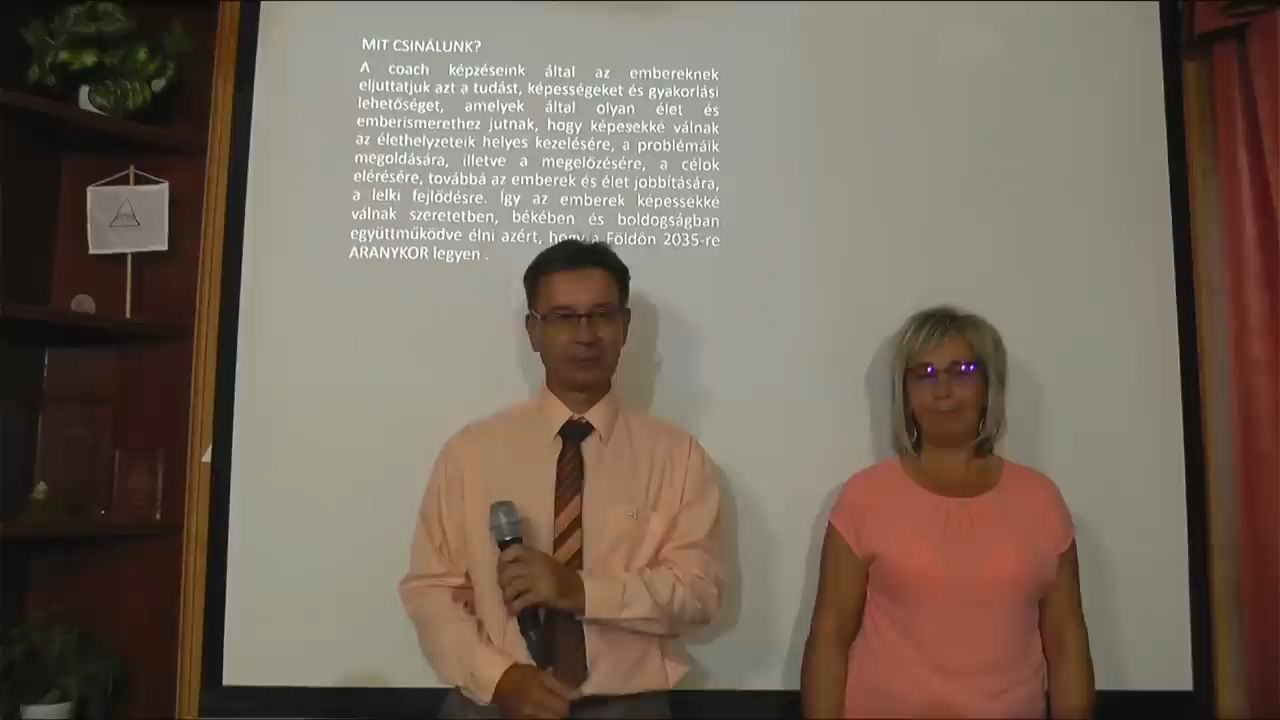 MIT CSINÁLUNK?
A coach képzéseink által az embereknek
eljuttatjuk azt a tudást, képességeket és gyakorlási
lehetőséget, amelyek által olyan élet és
emberismerethez jutnak, hogy képesekké válnak
az élethelyzeteik helyes kezelésére, a problémáik
megoldására, illetve a megelőzésére, a célok
elérésére, továbbá az emberek és élet jobbítására,
a lelki fejlődésre. Így az emberek képessekké
válnak szeretetben, békében és boldogságban
együttműködve élni azért, hogy a Földön 2035-re
ARANYKOR legyen .